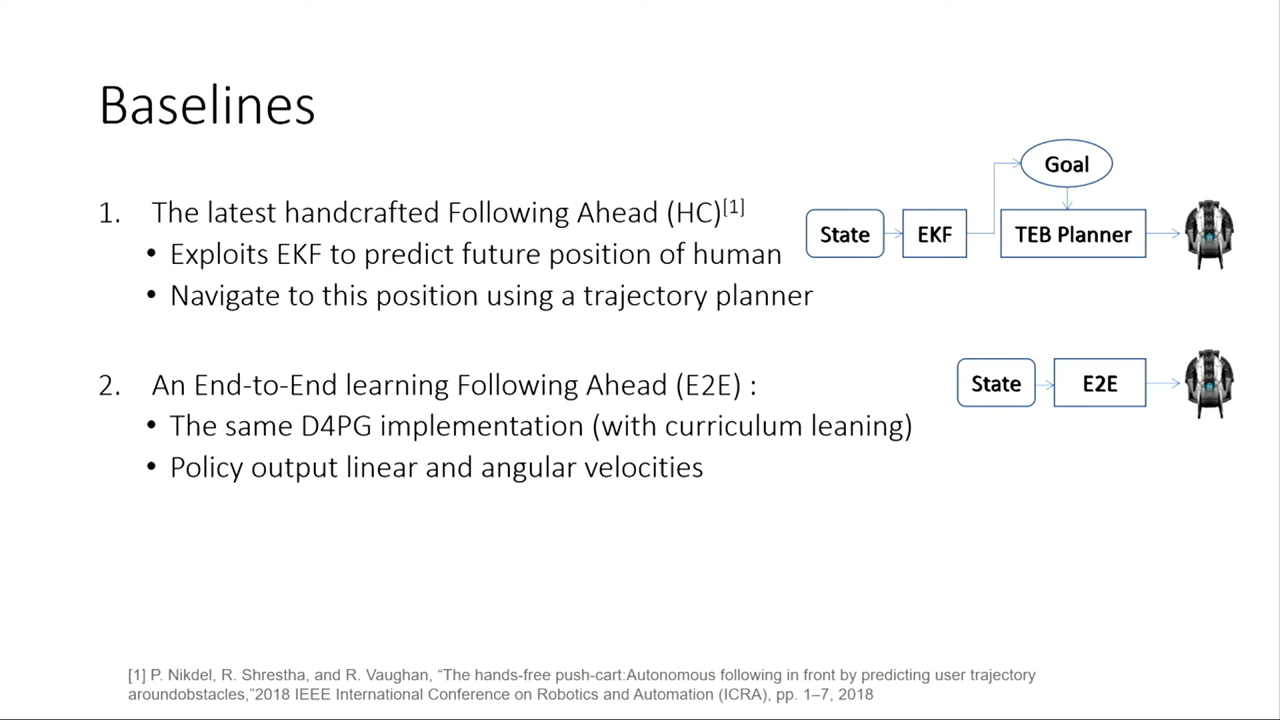 Baselines
1. The latest handcrafted Following Ahead (HC)[1]
• Exploits EKF to predict future position of human
• Navigate to this position using a trajectory planner
Goal
State
EKF
TEB Planner
2. An End-to-End learning Following Ahead (E2E) :
• The same D4PG implementation (with curriculum leaning)
• Policy output linear and angular velocities
State
E2E
[1] P. Nikdel, R. Shrestha, and R. Vaughan, “The hands-free push-cart:Autonomous following in front by predicting user trajectory
aroundobstacles,”2018 IEEE International Conference on Robotics and Automation (ICRA), pp. 1–7, 2018